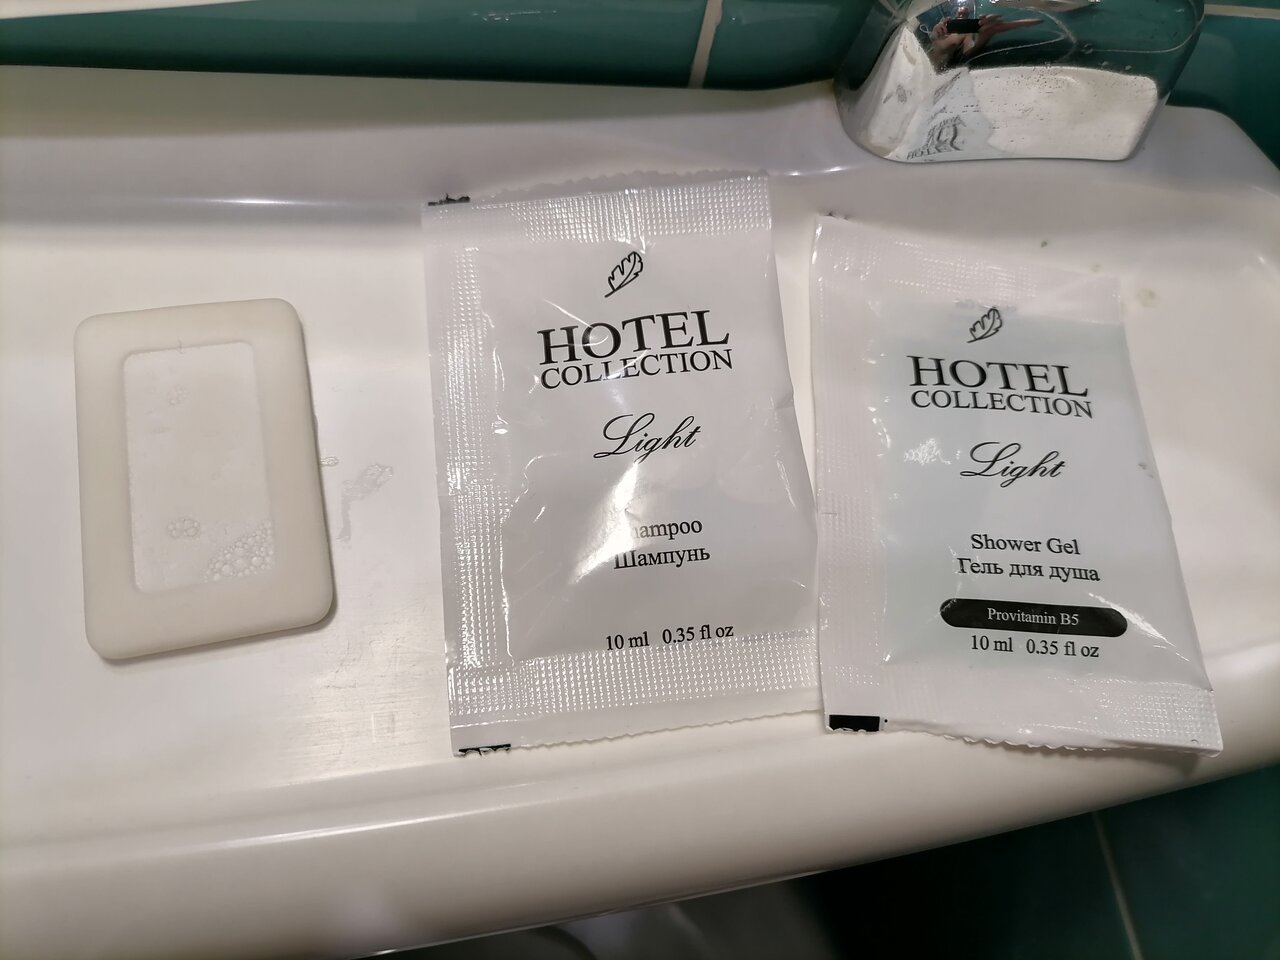 HOTEL
COLLECTION
Light
Shampoo
Шампунь
10 ml 0.35 fl oz
HOTEL
COLLECTION
Light
Shower Gel
Гель для душа
Provitamin B5
10 ml 0.35 fl oz